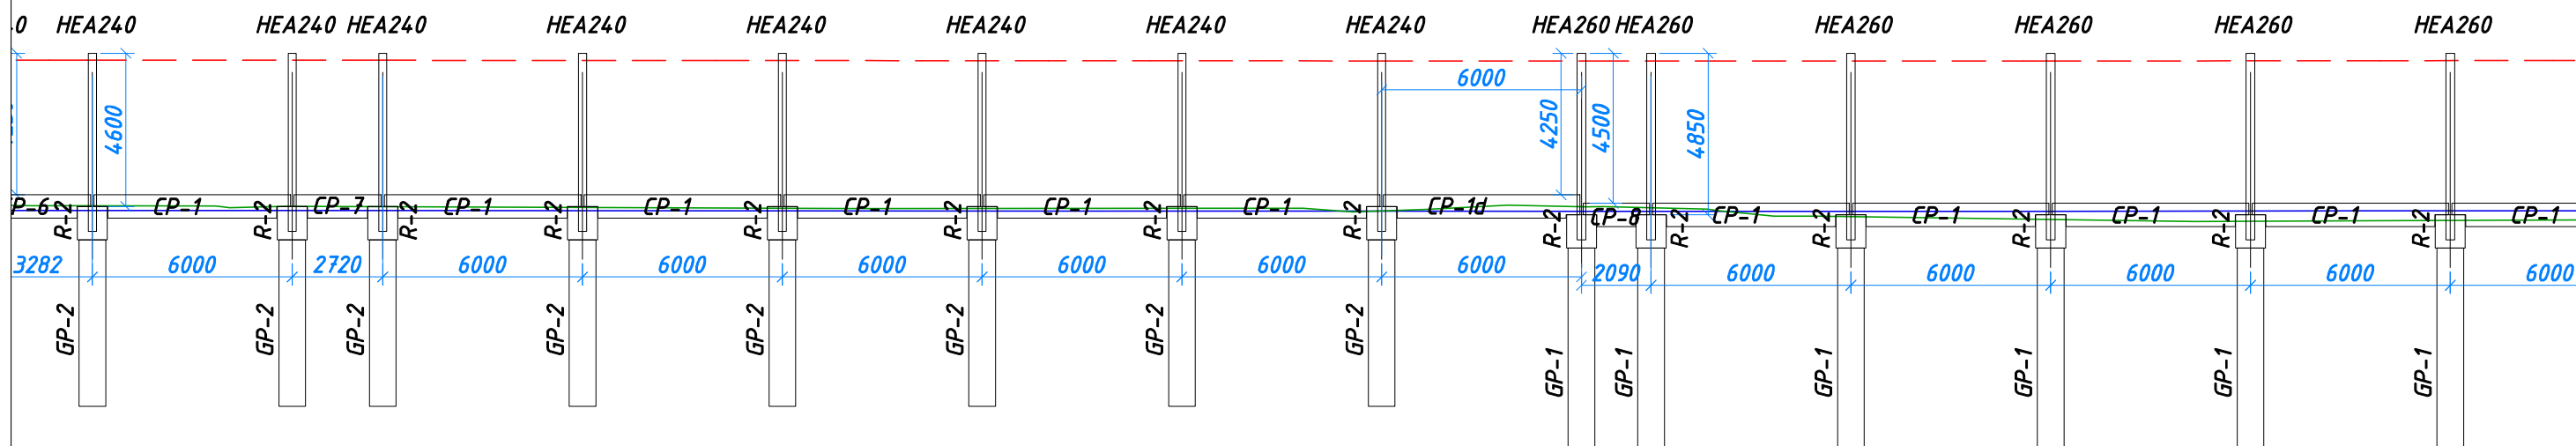 HEA240 HEA240 HEA240 HEA240 HEA240 HEA240 HEA240 HEA240 HEA260 HEA260 HEA260 HEA260 HEA260 HEA260
6000
4600 4250 4500 4850
CP-1 CP-7 CP-1 CP-1 CP-1 CP-1 CP-1 CP-1d CP-8 CP-1 CP-1 CP-1 CP-1 CP-1
R-2 R-2 R-2 R-2 R-2 R-2 R-2 R-2 R-2 R-2 R-2 R-2 R-2 R-2
3282 6000 2720 6000 6000 6000 6000 6000 6000 2090 6000 6000 6000 6000 6000
GP-2 GP-2 GP-2 GP-2 GP-2 GP-2 GP-2 GP-2 GP-1 GP-1 GP-1 GP-1 GP-1 GP-1